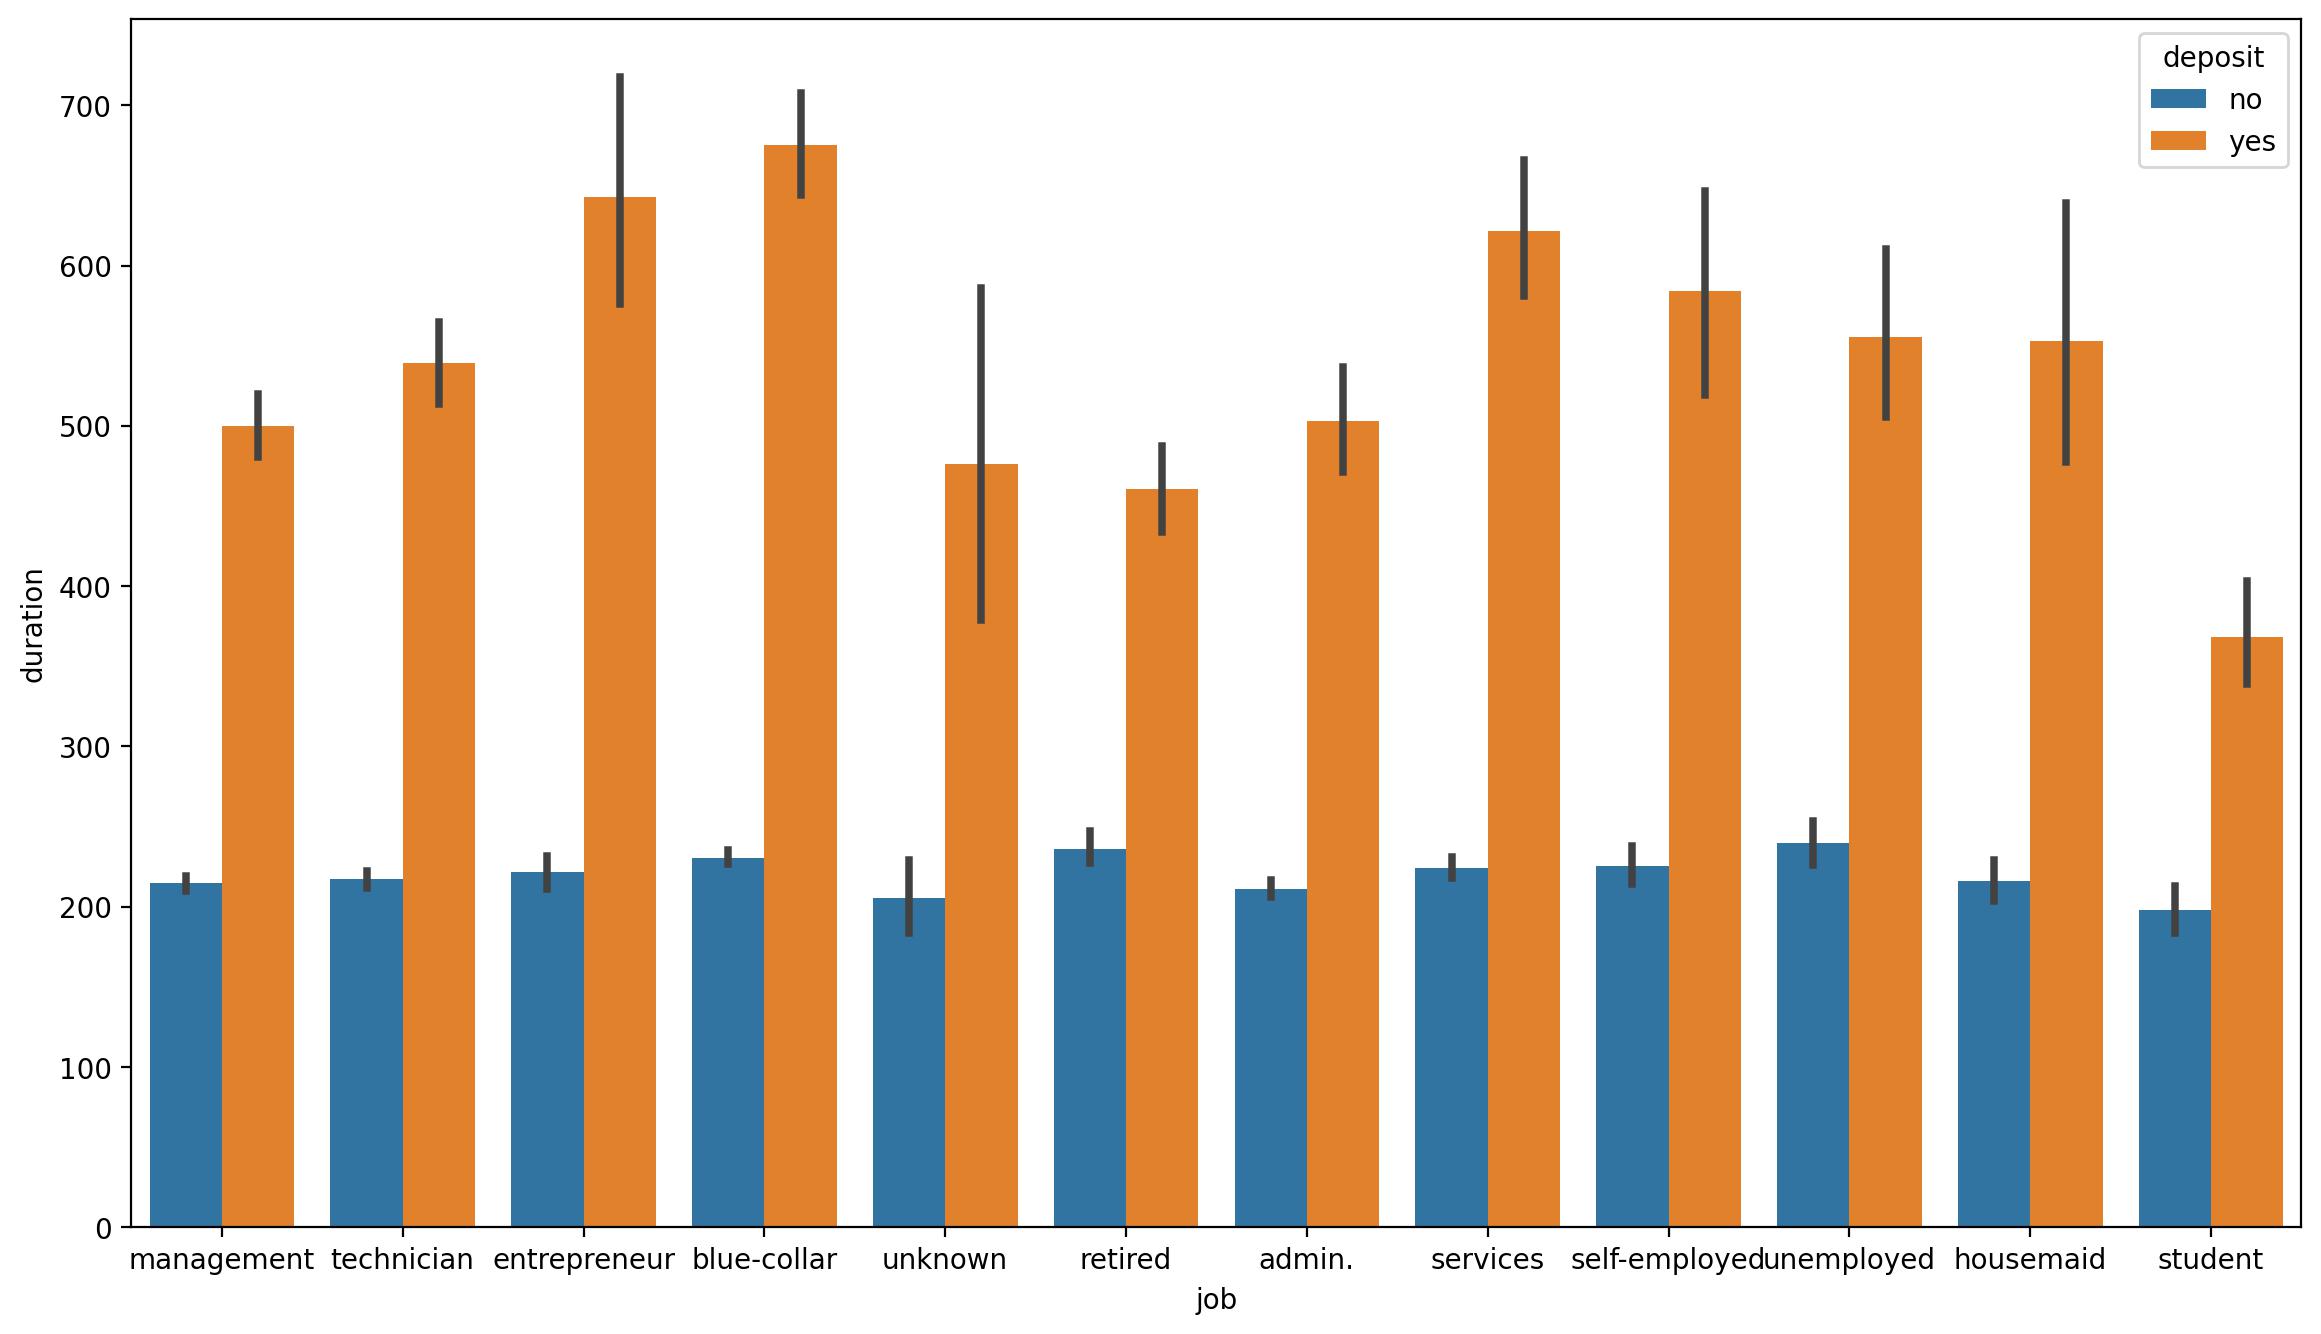 deposit
no
yes
700
600
500
400
300
200
100
0
duration
management technician entrepreneur blue-collar unknown retired admin. services self-employed unemployed housemaid student
job